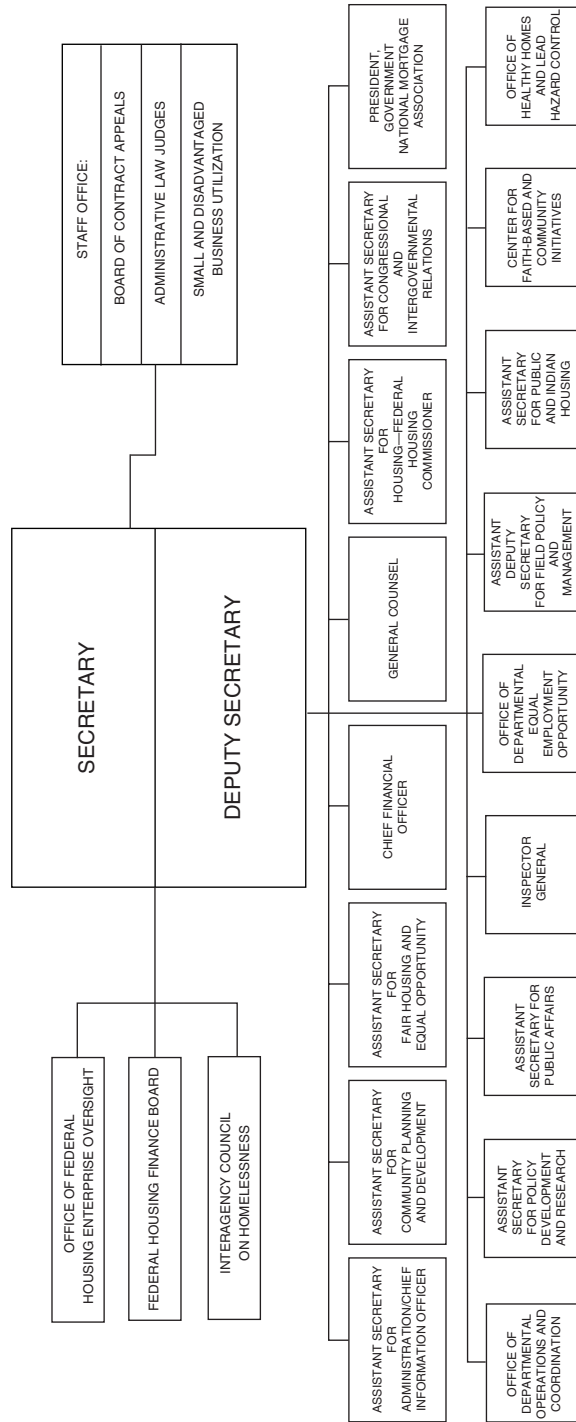 SECRETARY
DEPUTY SECRETARY
OFFICE OF FEDERAL
HOUSING ENTERPRISE OVERSIGHT
FEDERAL HOUSING FINANCE BOARD
INTERAGENCY COUNCIL
ON HOMELESSNESS
STAFF OFFICE:
BOARD OF CONTRACT APPEALS
ADMINISTRATIVE LAW JUDGES
SMALL AND DISADVANTAGED
BUSINESS UTILIZATION
ASSISTANT SECRETARY
FOR
ADMINISTRATION/CHIEF
INFORMATION OFFICER
ASSISTANT SECRETARY
FOR
COMMUNITY PLANNING
AND DEVELOPMENT
ASSISTANT SECRETARY
FOR
FAIR HOUSING AND
EQUAL OPPORTUNITY
CHIEF FINANCIAL
OFFICER
GENERAL COUNSEL
ASSISTANT SECRETARY
FOR
HOUSING—FEDERAL
HOUSING
COMMISSIONER
ASSISTANT SECRETARY
FOR CONGRESSIONAL
AND
INTERGOVERNMENTAL
RELATIONS
PRESIDENT,
GOVERNMENT
NATIONAL MORTGAGE
ASSOCIATION
OFFICE OF
DEPARTMENTAL
OPERATIONS AND
COORDINATION
ASSISTANT
SECRETARY
FOR POLICY
DEVELOPMENT
AND RESEARCH
ASSISTANT
SECRETARY FOR
PUBLIC AFFAIRS
INSPECTOR
GENERAL
OFFICE OF
DEPARTMENTAL
EQUAL
EMPLOYMENT
OPPORTUNITY
ASSISTANT
DEPUTY
SECRETARY
FOR FIELD POLICY
AND
MANAGEMENT
ASSISTANT
SECRETARY
FOR PUBLIC
AND INDIAN
HOUSING
CENTER FOR
FAITH-BASED AND
COMMUNITY
INITIATIVES
OFFICE OF
HEALTHY HOMES
AND LEAD
HAZARD CONTROL